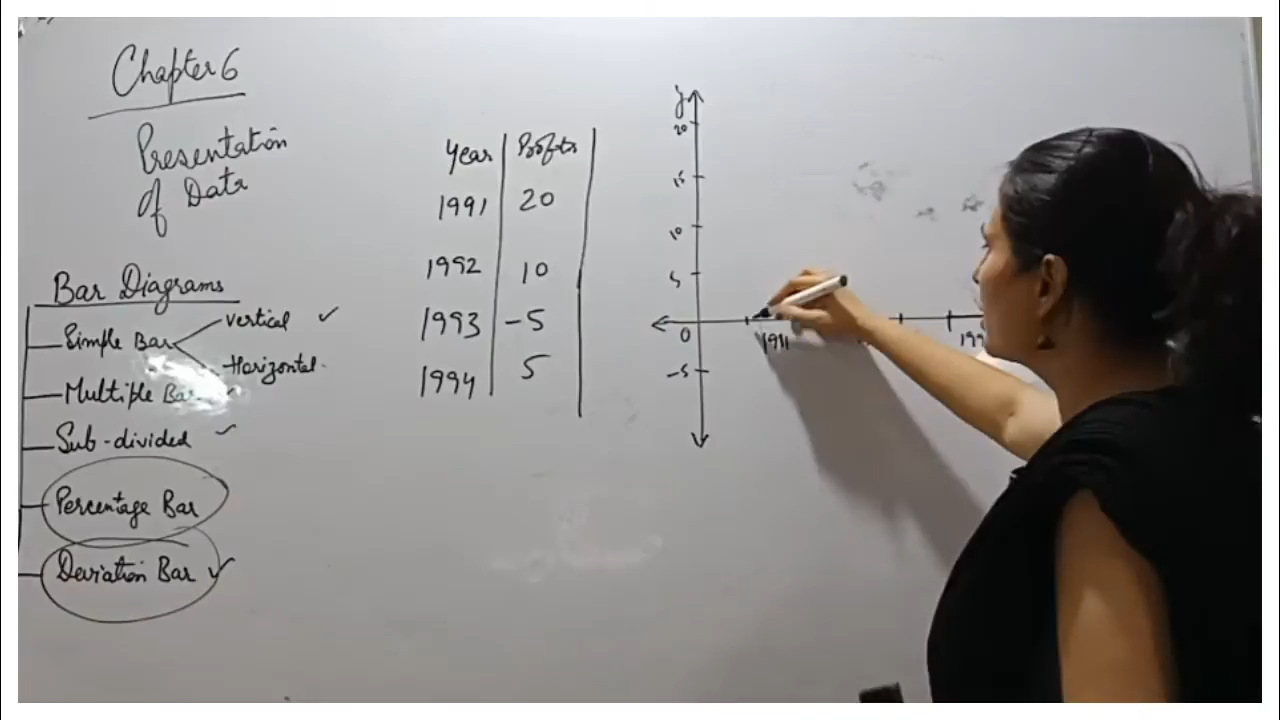 Chapter 6
Presentation
of Data
Bar Diagrams
Simple Bar
vertical ✓
Horizontal.
Multiple Bar
Sub-divided ✓
Percentage Bar
Deviation Bar ✓
Year Profits
1991 20
1992 10
1993 -5
1994 5
y
20
15
10
5
0
-5
1991